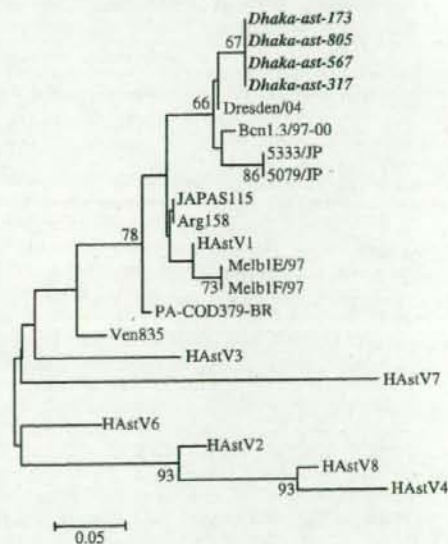 Dhaka-ast-173
67
Dhaka-ast-805
Dhaka-ast-567
Dhaka-ast-317
66
Dresden/04
Bcn1.3/97-00
5333/JP
86 5079/JP
JAPAS115
Arg158
78
HAstV1
Melb1E/97
73
Melb1F/97
PA-COD379-BR
Ven835
HAstV3
HAstV7
HAstV6
HAstV2
93
HAstV8
93
HAstV4
0.05